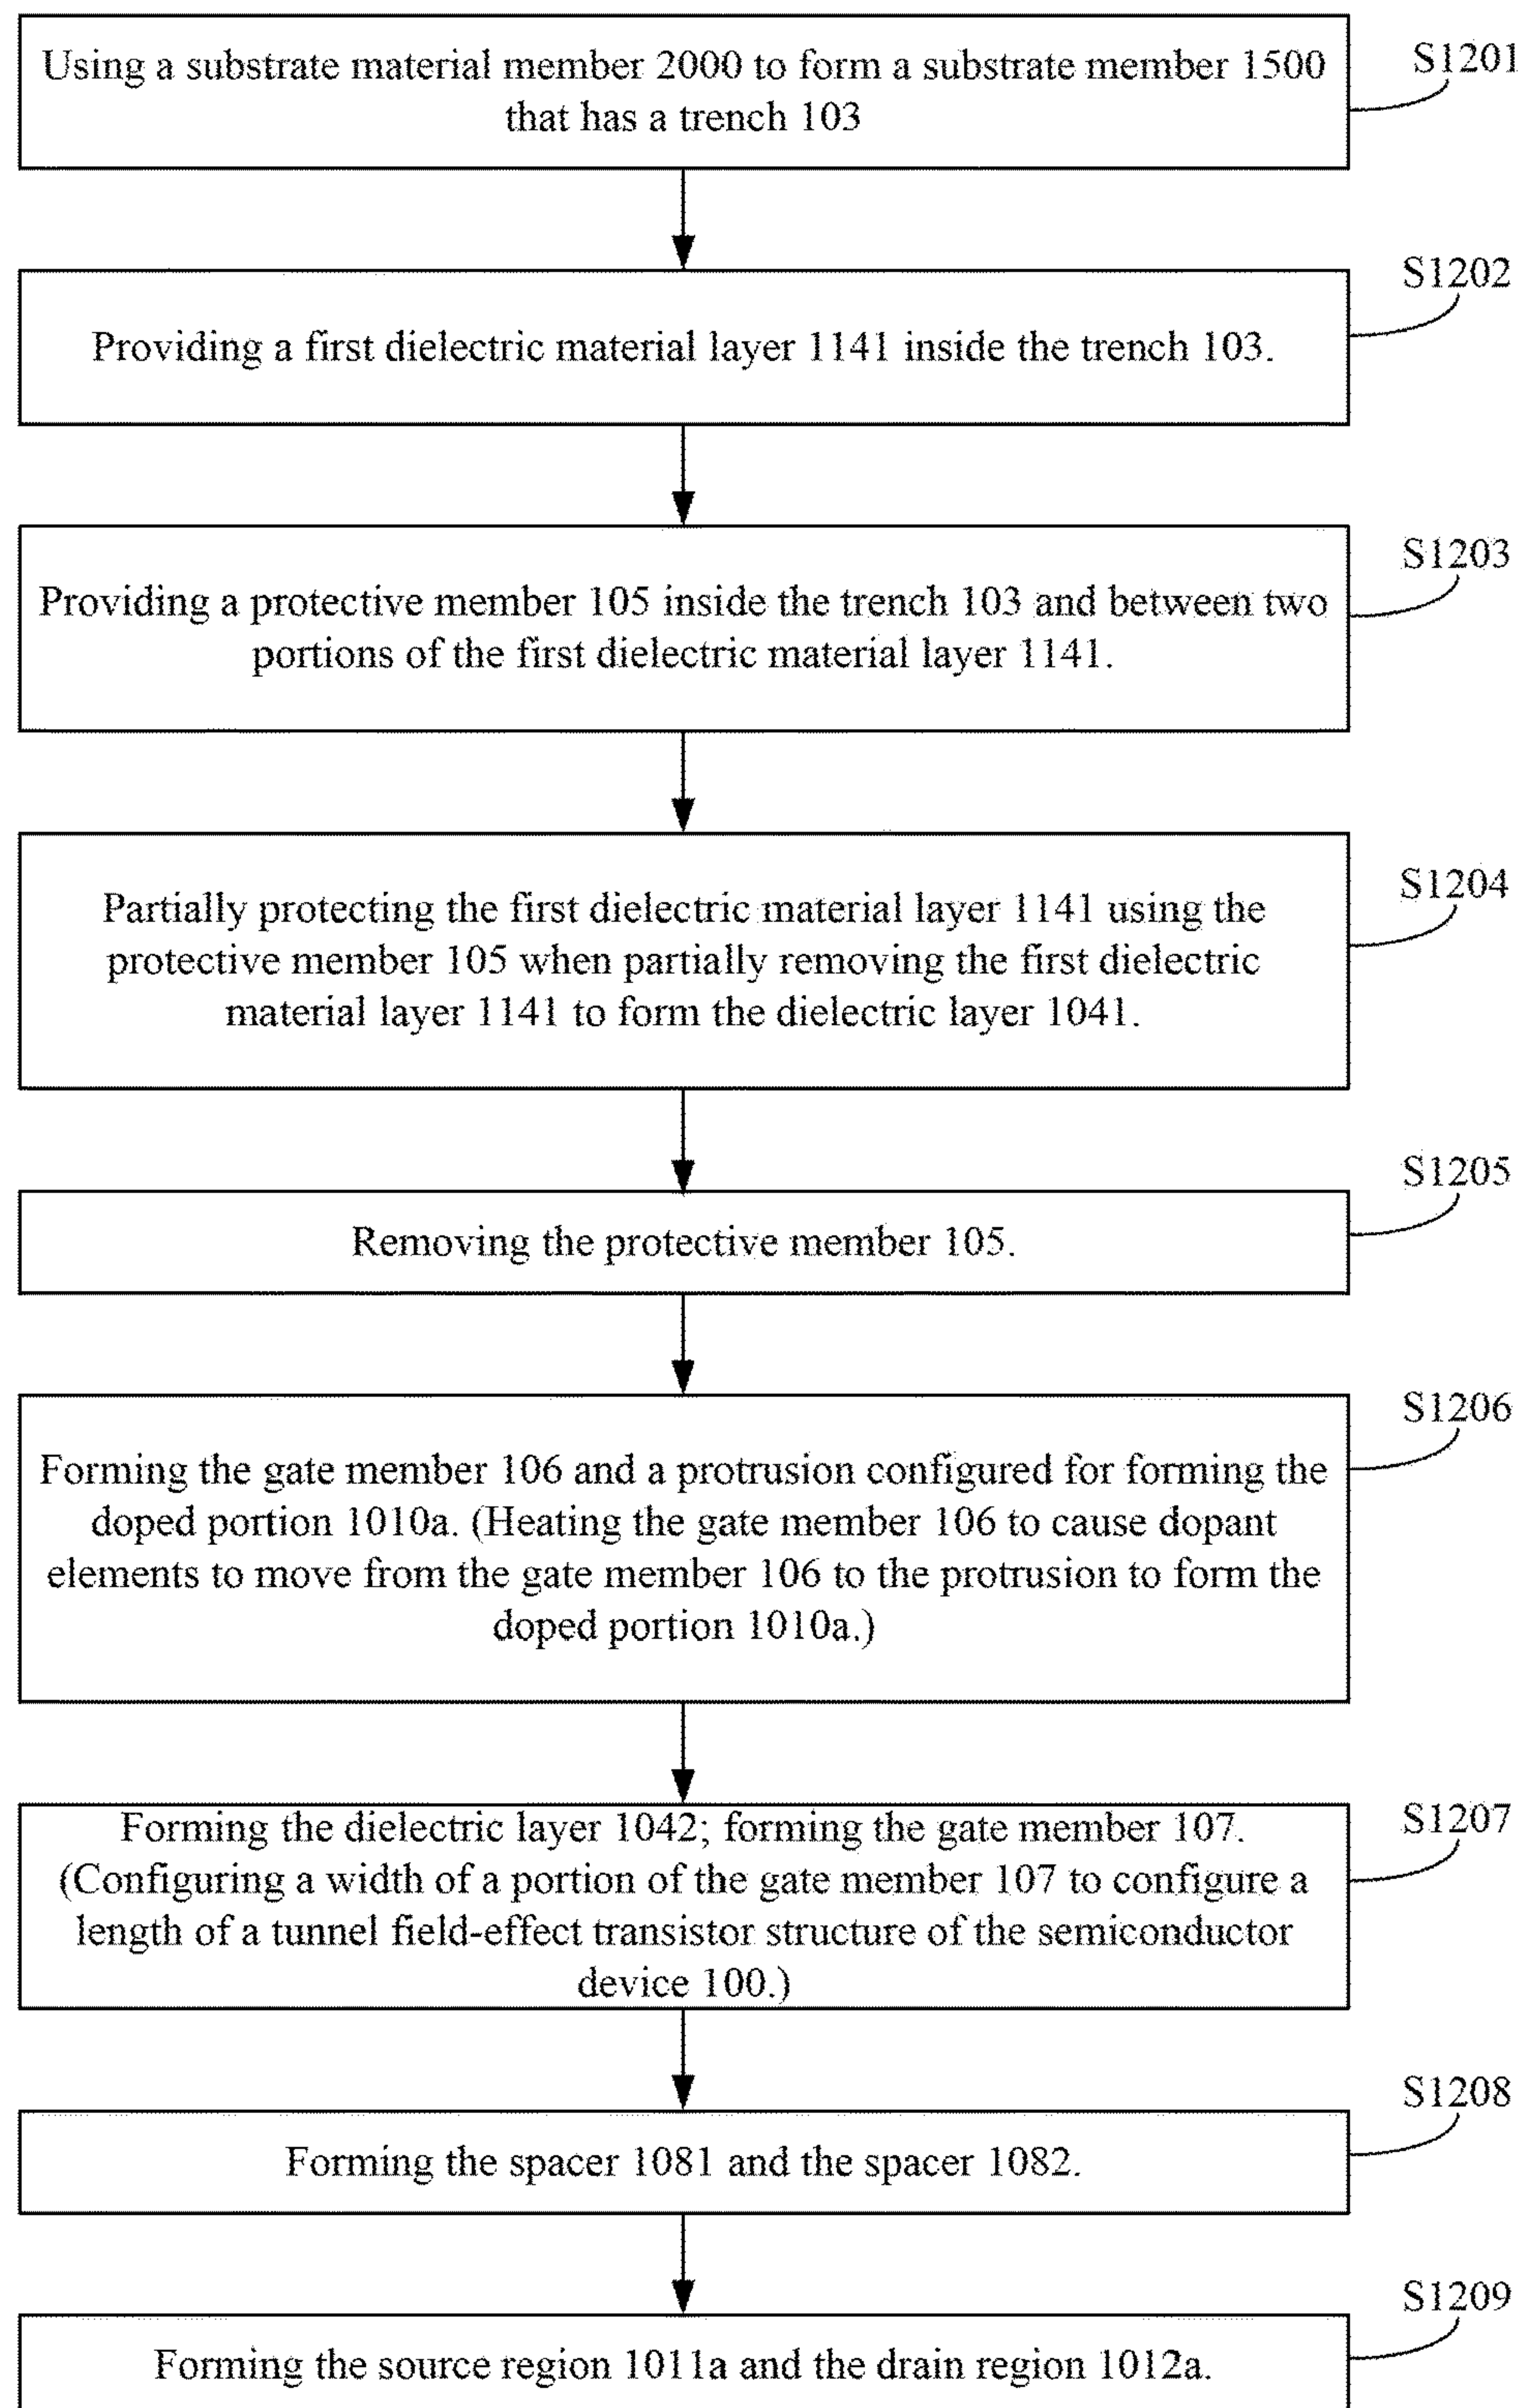 Using a substrate material member 2000 to form a substrate member 1500
that has a trench 103
S1201
Providing a first dielectric material layer 1141 inside the trench 103.
S1202
Providing a protective member 105 inside the trench 103 and between two
portions of the first dielectric material layer 1141.
S1203
Partially protecting the first dielectric material layer 1141 using the
protective member 105 when partially removing the first dielectric
material layer 1141 to form the dielectric layer 1041.
S1204
Removing the protective member 105.
S1205
Forming the gate member 106 and a protrusion configured for forming the
doped portion 1010a. (Heating the gate member 106 to cause dopant
elements to move from the gate member 106 to the protrusion to form the
doped portion 1010a.)
S1206
Forming the dielectric layer 1042; forming the gate member 107.
(Configuring a width of a portion of the gate member 107 to configure a
length of a tunnel field-effect transistor structure of the semiconductor
device 100.)
S1207
Forming the spacer 1081 and the spacer 1082.
S1208
Forming the source region 1011a and the drain region 1012a.
S1209